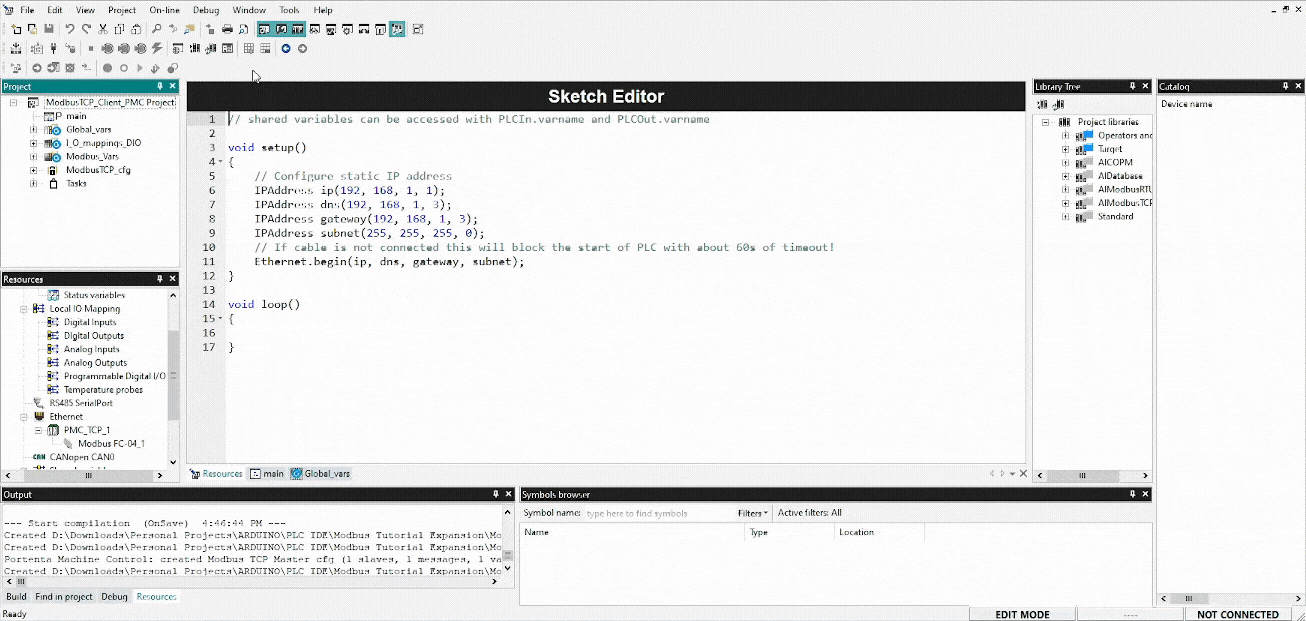 File Edit View Project On-line Debug Window Tools Help
Project
ModbusTCP_Client_PMC Project
main
Global_vars
I_O_mappings_DIO
Modbus_Vars
ModbusTCP_cfg
Tasks
Resources
Status variables
Local IO Mapping
Digital Inputs
Digital Outputs
Analog Inputs
Analog Outputs
Programmable Digital I/O
Temperature probes
RS485 SerialPort
Ethernet
PMC_TCP_1
Modbus FC-04_1
CANopen CAN0
Sketch Editor
1 // shared variables can be accessed with PLCIn.varname and PLCOut.varname
2
3 void setup()
4 {
5 // Configure static IP address
6 IPAddress ip(192, 168, 1, 1);
7 IPAddress dns(192, 168, 1, 3);
8 IPAddress gateway(192, 168, 1, 3);
9 IPAddress subnet(255, 255, 255, 0);
10 // If cable is not connected this will block the start of PLC with about 60s of timeout!
11 Ethernet.begin(ip, dns, gateway, subnet);
12 }
13
14 void loop()
15 {
16
17 }
Resources main Global_vars
Library Tree
Project libraries
Operators and
Target
AlCOPM
AlDatabase
AlModbusRTU
AlModbusTCP
Standard
Catalog
Device name
Output
--- Start compilation (OnSave) 4:46:44 PM ---
Created D:\Downloads\Personal Projects\ARDUINO\PLC IDE\Modbus Tutorial Expansion\Mo
Created D:\Downloads\Personal Projects\ARDUINO\PLC IDE\Modbus Tutorial Expansion\Mo
Portenta Machine Control: created Modbus TCP Master cfg (1 slaves, 1 messages, 1 va
Created D:\Downloads\Personal Projects\ARDUINO\PLC IDE\Modbus Tutorial Expansion\Mo
Build Find in project Debug Resources
Symbols browser
Symbol name: type here to find symbols Filters Active filters: All
Name Type Location
Ready EDIT MODE ---- NOT CONNECTED